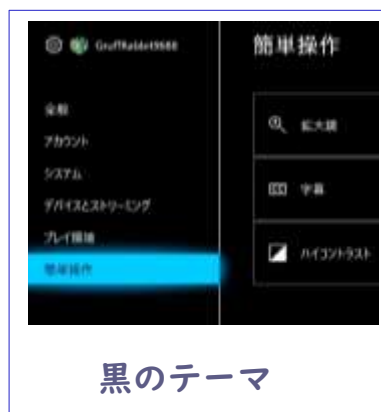 簡単操作
全般
アカウント
システム
デバイスとストリーミング
プレイ環境
簡単操作
拡大鏡
字幕
ハイコントラスト
黒のテーマ